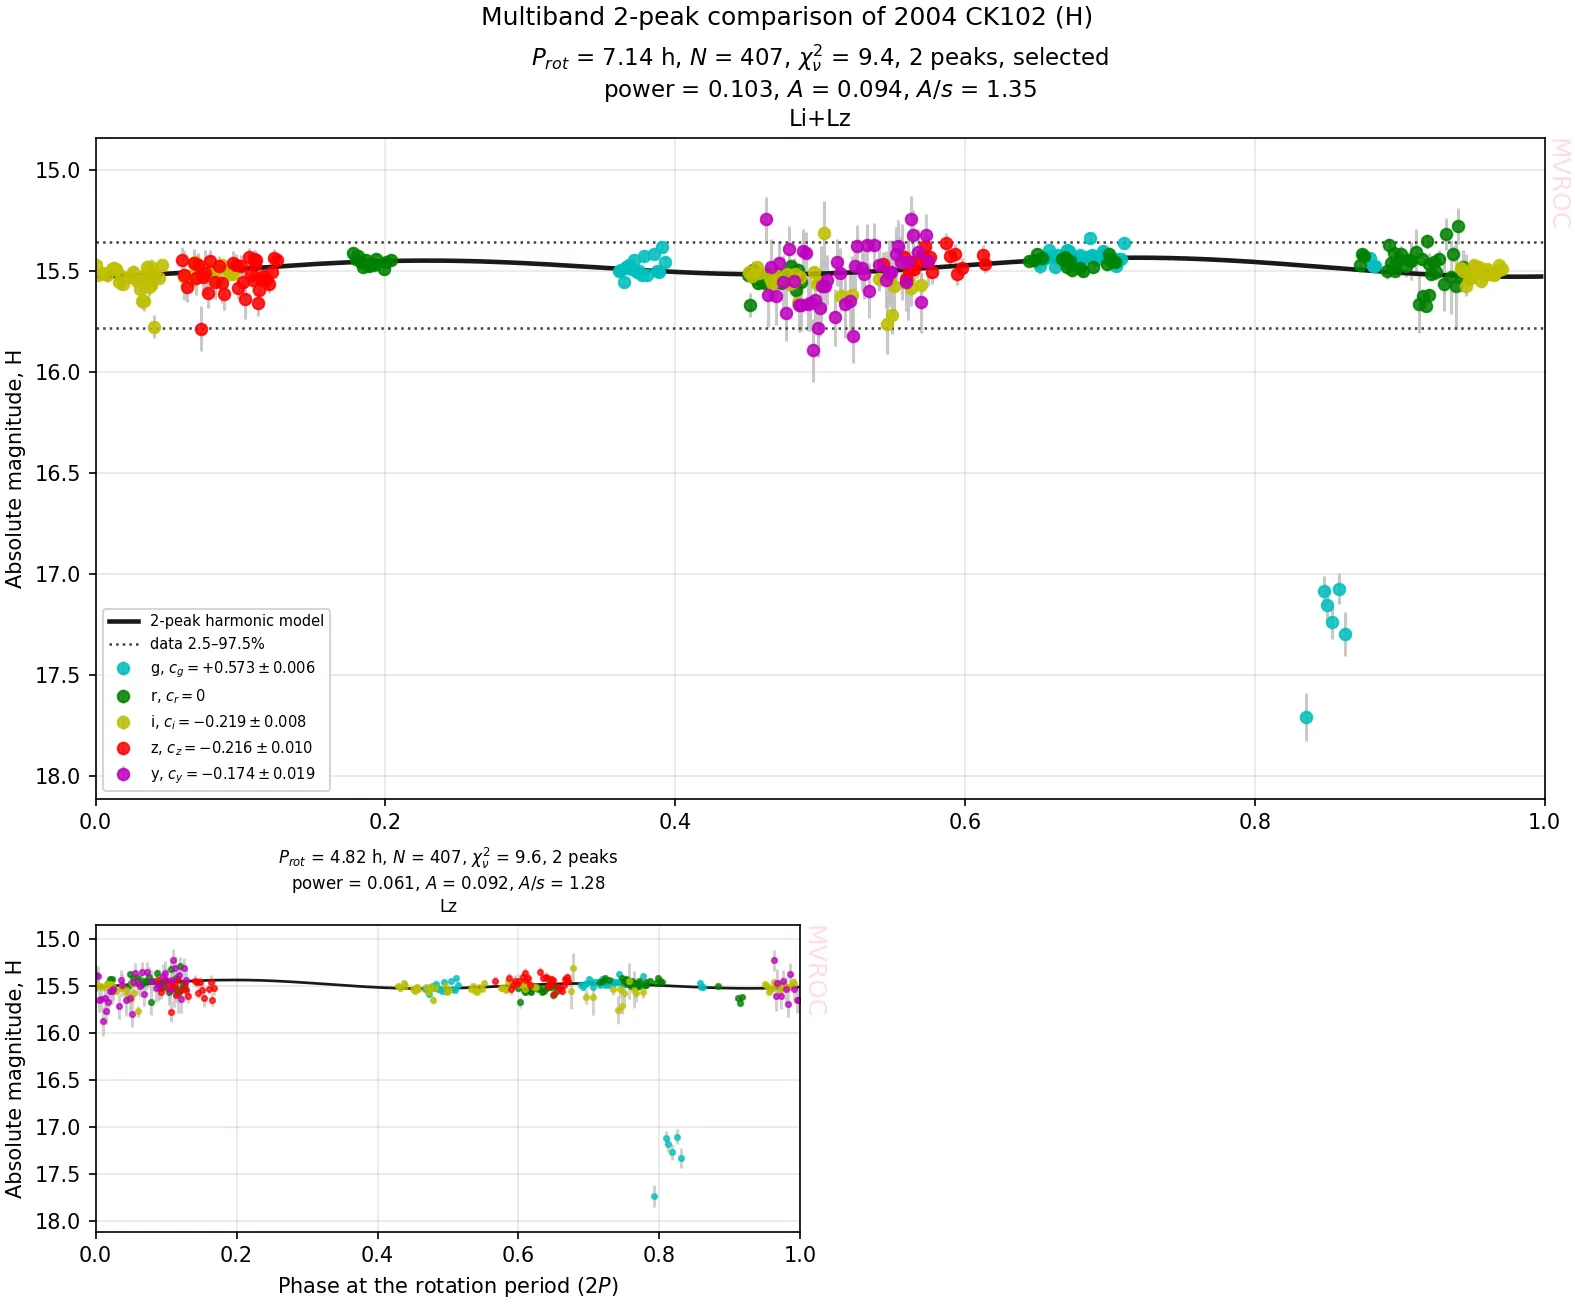 Multiband 2-peak comparison of 2004 CK102 (H)
P_rot = 7.14 h, N = 407, χ²_ν = 9.4, 2 peaks, selected
power = 0.103, A = 0.094, A/s = 1.35
Li+Lz
MVROC
Absolute magnitude, H
15.0
15.5
16.0
16.5
17.0
17.5
18.0
2-peak harmonic model
data 2.5–97.5%
g, c_g = +0.573 ± 0.006
r, c_r = 0
i, c_i = −0.219 ± 0.008
z, c_z = −0.216 ± 0.010
y, c_y = −0.174 ± 0.019
0.0 0.2 0.4 0.6 0.8 1.0
P_rot = 4.82 h, N = 407, χ²_ν = 9.6, 2 peaks
power = 0.061, A = 0.092, A/s = 1.28
Lz
MVROC
Absolute magnitude, H
15.0
15.5
16.0
16.5
17.0
17.5
18.0
0.0 0.2 0.4 0.6 0.8 1.0
Phase at the rotation period (2P)